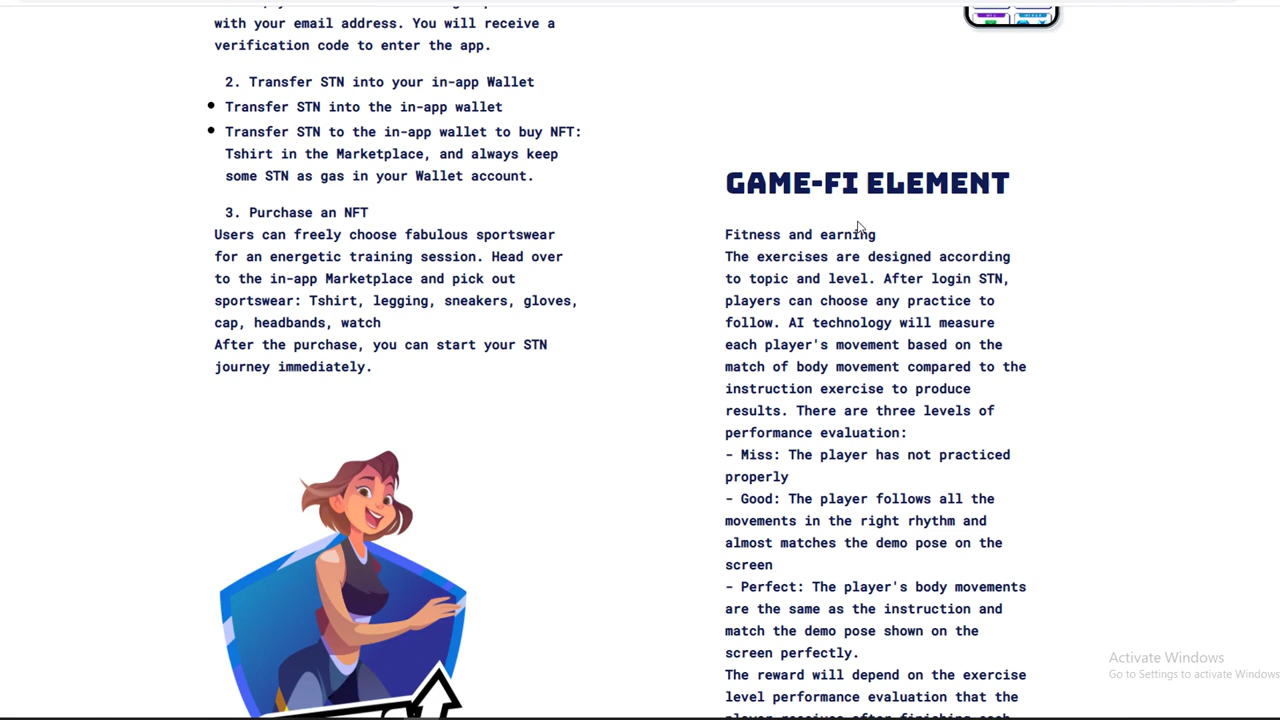 with your email address. You will receive a
verification code to enter the app.
2. Transfer STN into your in-app Wallet
• Transfer STN into the in-app wallet
• Transfer STN to the in-app wallet to buy NFT:
Tshirt in the Marketplace, and always keep
some STN as gas in your Wallet account.
3. Purchase an NFT
Users can freely choose fabulous sportswear
for an energetic training session. Head over
to the in-app Marketplace and pick out
sportswear: Tshirt, legging, sneakers, gloves,
cap, headbands, watch
After the purchase, you can start your STN
journey immediately.
GAME-FI ELEMENT
Fitness and earning
The exercises are designed according
to topic and level. After login STN,
players can choose any practice to
follow. AI technology will measure
each player's movement based on the
match of body movement compared to the
instruction exercise to produce
results. There are three levels of
performance evaluation:
- Miss: The player has not practiced
properly
- Good: The player follows all the
movements in the right rhythm and
almost matches the demo pose on the
screen
- Perfect: The player's body movements
are the same as the instruction and
match the demo pose shown on the
screen perfectly.
The reward will depend on the exercise
level performance evaluation that the
player receives after finishing each
Activate Windows
Go to Settings to activate Windows